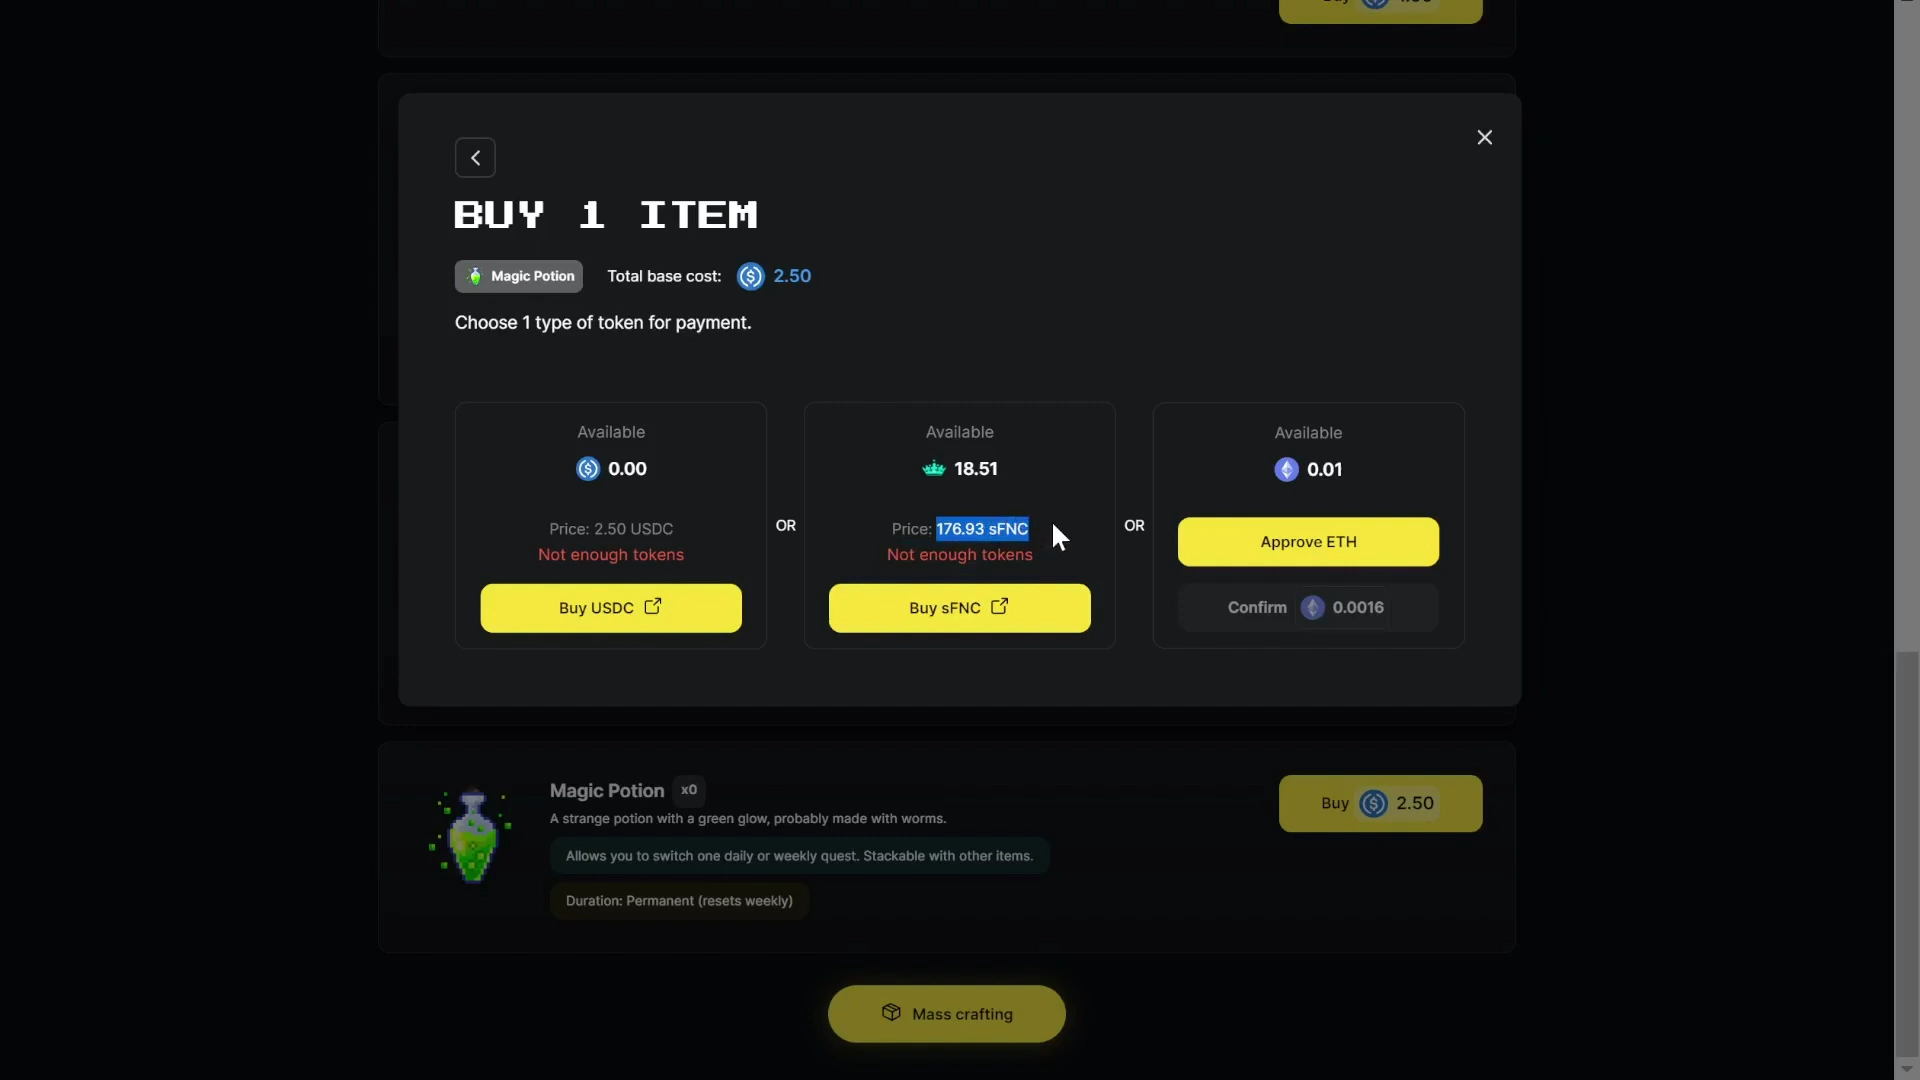 BUY 1 ITEM
Magic Potion
Total base cost: 2.50
Choose 1 type of token for payment.
Available
0.00
Price: 2.50 USDC
Not enough tokens
Buy USDC
OR
Available
18.51
Price: 176.93 sFNC
Not enough tokens
Buy sFNC
OR
Available
0.01
Approve ETH
Confirm 0.0016
Magic Potion x0
A strange potion with a green glow, probably made with worms.
Allows you to switch one daily or weekly quest. Stackable with other items.
Duration: Permanent (resets weekly)
Buy 2.50
Mass crafting